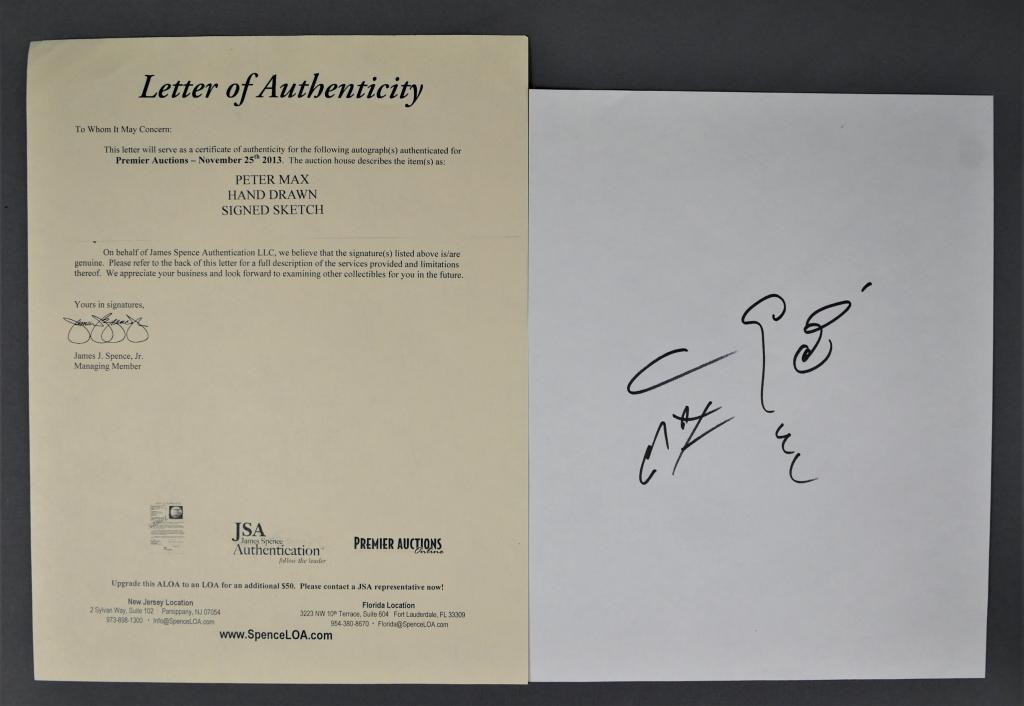 Letter of Authenticity
To Whom It May Concern:
This letter will serve as a certificate of authenticity for the following autograph(s) authenticated for
Premier Auctions – November 25th 2013. The auction house describes the item(s) as:
PETER MAX
HAND DRAWN
SIGNED SKETCH
On behalf of James Spence Authentication LLC, we believe that the signature(s) listed above is/are
genuine. Please refer to the back of this letter for a full description of the services provided and limitations
thereof. We appreciate your business and look forward to examining other collectibles for you in the future.
Yours in signatures,
James J. Spence, Jr.
Managing Member
JSA
James Spence
Authentication
follow the leader
PREMIER AUCTIONS
Online
Upgrade this ALOA to an LOA for an additional $50. Please contact a JSA representative now!
New Jersey Location
2 Sylvan Way, Suite 102 · Parsippany, NJ 07054
973-898-1300 · Info@SpenceLOA.com
Florida Location
3223 NW 10th Terrace, Suite 604 Fort Lauderdale, FL 33309
954-380-8670 · Florida@SpenceLOA.com
www.SpenceLOA.com